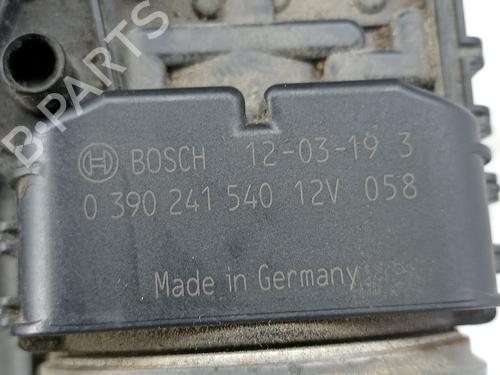 B-PARTS
BOSCH 12-03-19 3
0 390 241 540 12V 058
Made in Germany